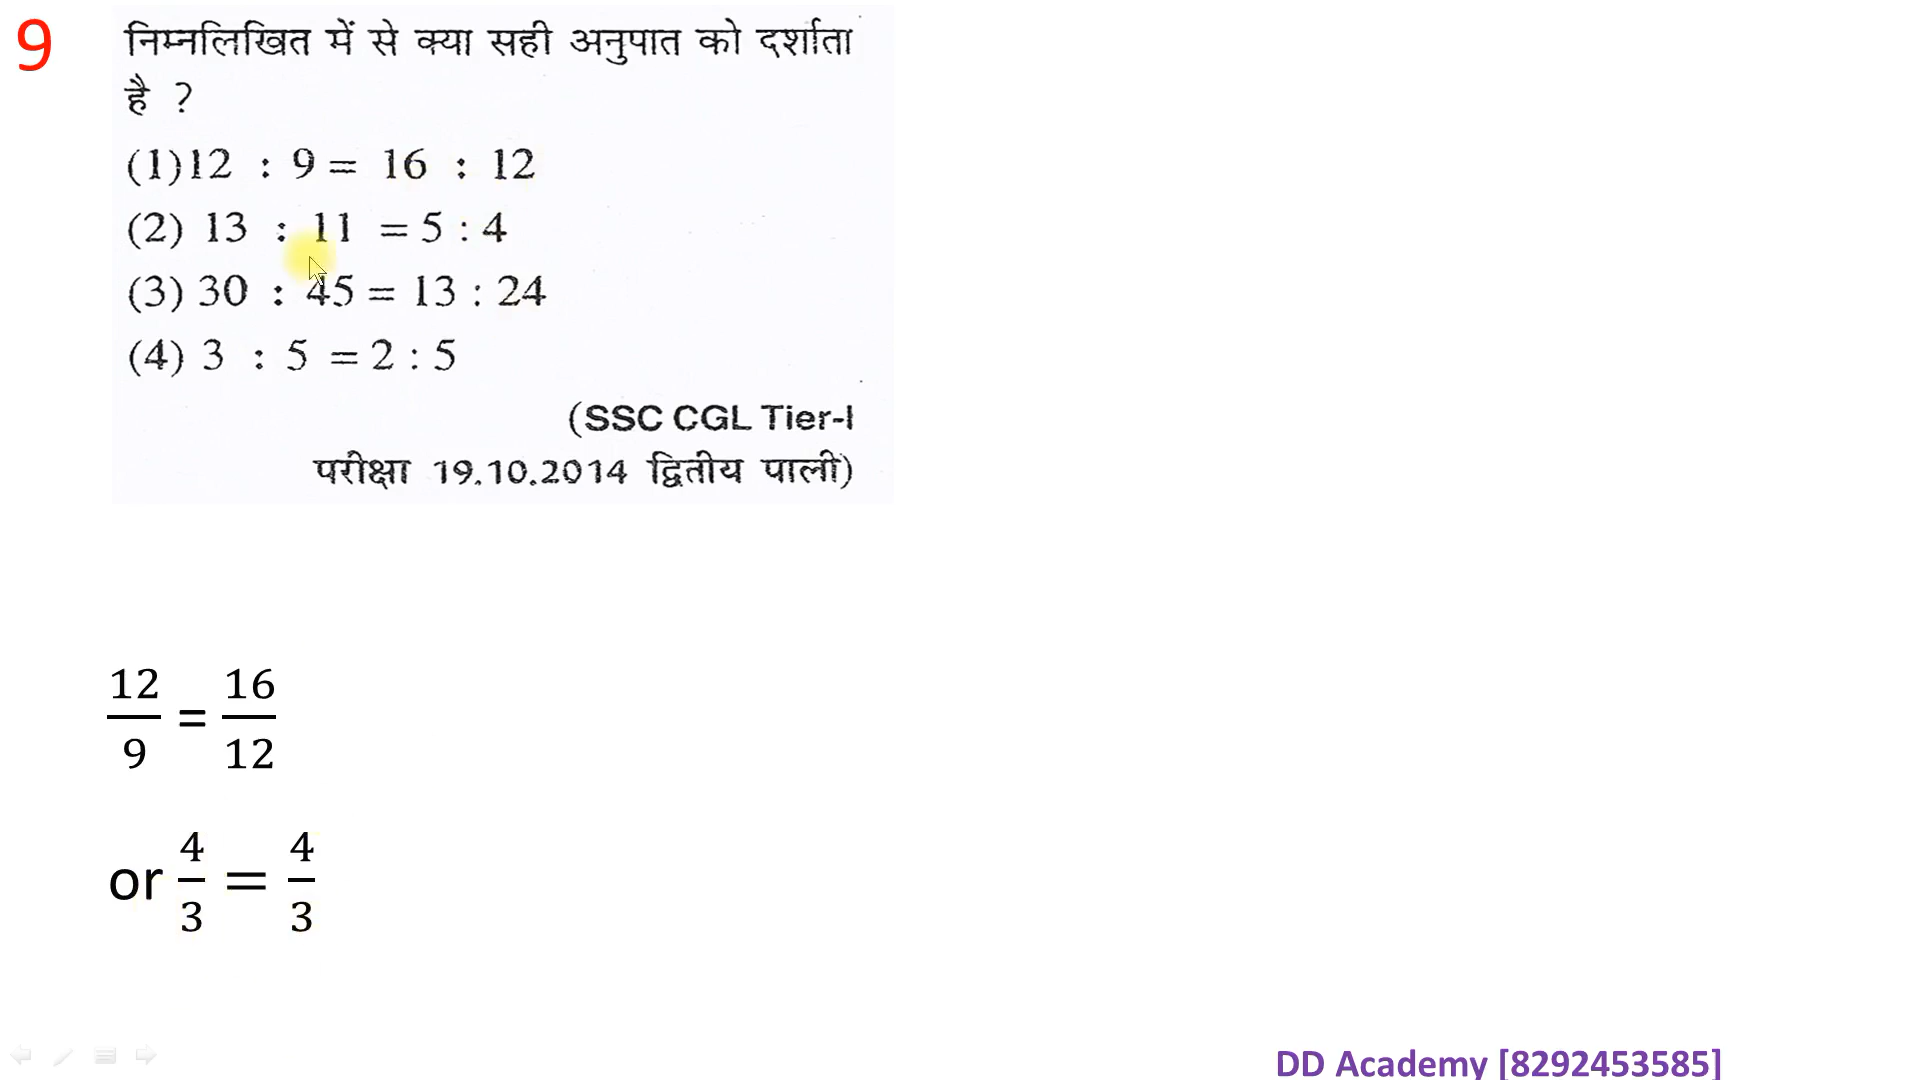 9
निम्नलिखित में से क्या सही अनुपात को दर्शाता
है ?
(1)12 : 9 = 16 : 12
(2) 13 : 11 = 5 : 4
(3) 30 : 45 = 13 : 24
(4) 3 : 5 = 2 : 5
(SSC CGL Tier-I
परीक्षा 19.10.2014 द्वितीय पाली)
12/9 = 16/12
or 4/3 = 4/3
DD Academy [8292453585]